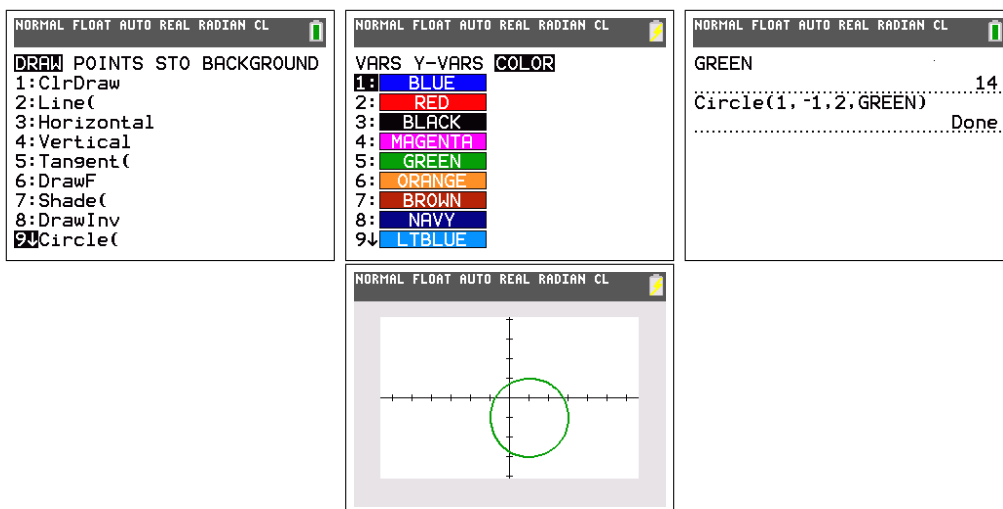 NORMAL FLOAT AUTO REAL RADIAN CL
DRAW POINTS STO BACKGROUND
1:ClrDraw
2:Line(
3:Horizontal
4:Vertical
5:Tangent(
6:DrawF
7:Shade(
8:DrawInv
9↓Circle(
NORMAL FLOAT AUTO REAL RADIAN CL
VARS Y-VARS COLOR
1: BLUE
2: RED
3: BLACK
4: MAGENTA
5: GREEN
6: ORANGE
7: BROWN
8: NAVY
9↓ LTBLUE
NORMAL FLOAT AUTO REAL RADIAN CL
GREEN
14
Circle(1,-1,2,GREEN)
Done
NORMAL FLOAT AUTO REAL RADIAN CL